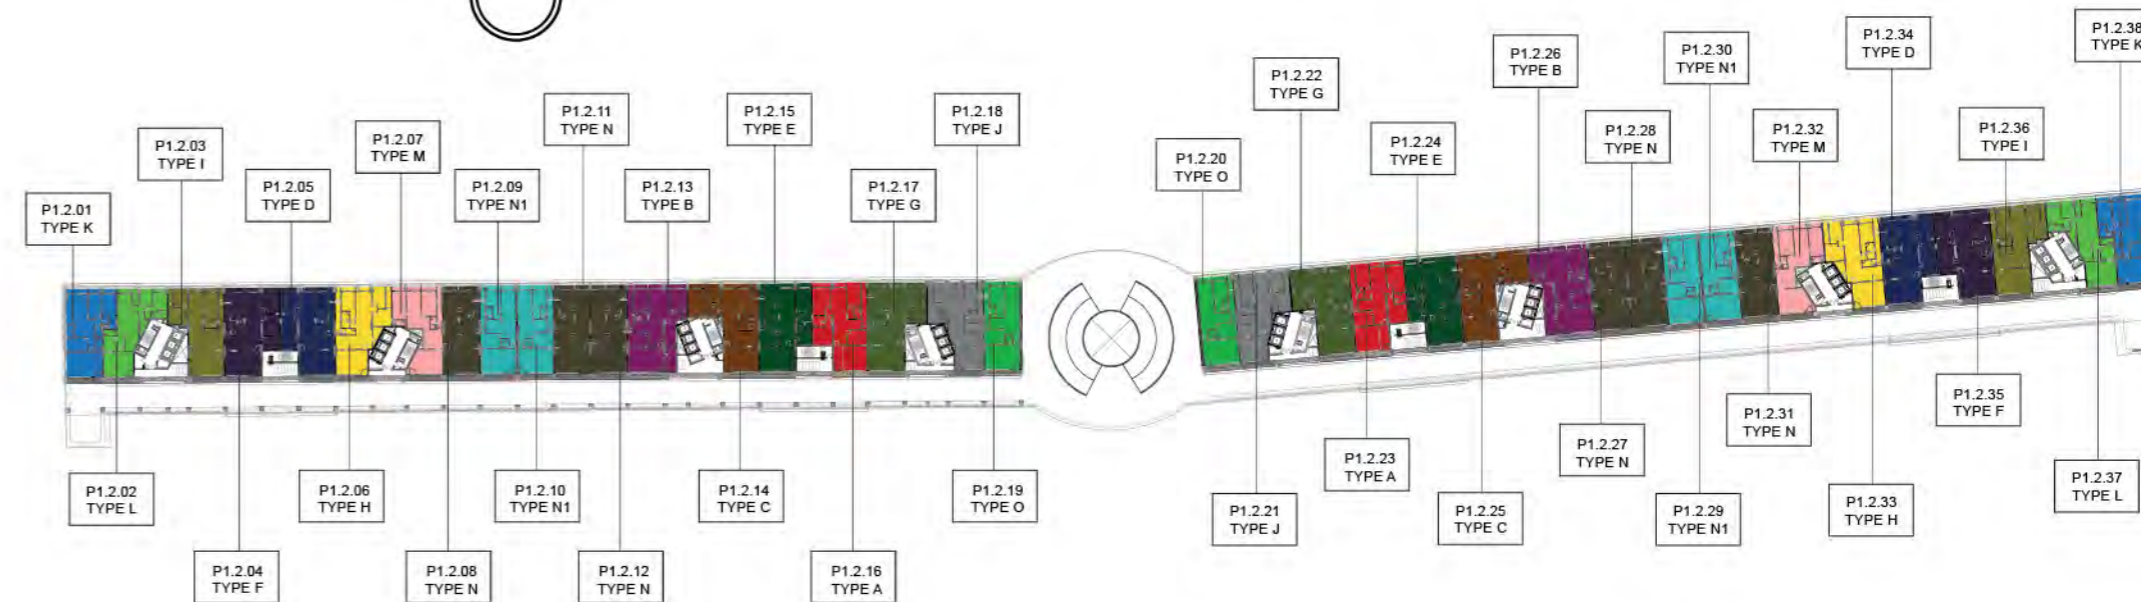 P1.2.01
TYPE K
P1.2.02
TYPE L
P1.2.03
TYPE I
P1.2.04
TYPE F
P1.2.05
TYPE D
P1.2.06
TYPE H
P1.2.07
TYPE M
P1.2.08
TYPE N
P1.2.09
TYPE N1
P1.2.10
TYPE N1
P1.2.11
TYPE N
P1.2.12
TYPE N
P1.2.13
TYPE B
P1.2.14
TYPE C
P1.2.15
TYPE E
P1.2.16
TYPE A
P1.2.17
TYPE G
P1.2.18
TYPE J
P1.2.19
TYPE O
P1.2.20
TYPE O
P1.2.21
TYPE J
P1.2.22
TYPE G
P1.2.23
TYPE A
P1.2.24
TYPE E
P1.2.25
TYPE C
P1.2.26
TYPE B
P1.2.27
TYPE N
P1.2.28
TYPE N
P1.2.29
TYPE N1
P1.2.30
TYPE N1
P1.2.31
TYPE N
P1.2.32
TYPE M
P1.2.33
TYPE H
P1.2.34
TYPE D
P1.2.35
TYPE F
P1.2.36
TYPE I
P1.2.37
TYPE L
P1.2.38
TYPE K